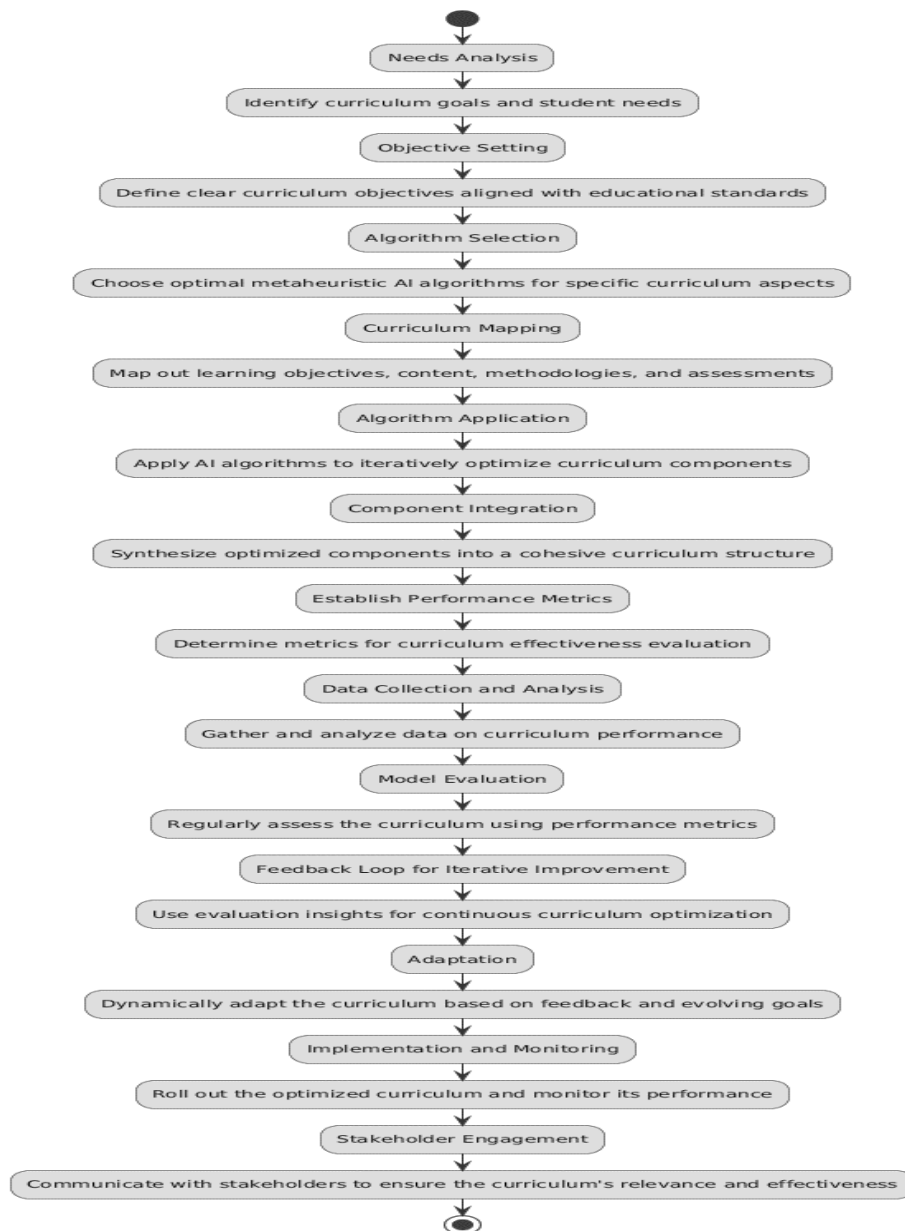 Needs Analysis
Identify curriculum goals and student needs
Objective Setting
Define clear curriculum objectives aligned with educational standards
Algorithm Selection
Choose optimal metaheuristic AI algorithms for specific curriculum aspects
Curriculum Mapping
Map out learning objectives, content, methodologies, and assessments
Algorithm Application
Apply AI algorithms to iteratively optimize curriculum components
Component Integration
Synthesize optimized components into a cohesive curriculum structure
Establish Performance Metrics
Determine metrics for curriculum effectiveness evaluation
Data Collection and Analysis
Gather and analyze data on curriculum performance
Model Evaluation
Regularly assess the curriculum using performance metrics
Feedback Loop for Iterative Improvement
Use evaluation insights for continuous curriculum optimization
Adaptation
Dynamically adapt the curriculum based on feedback and evolving goals
Implementation and Monitoring
Roll out the optimized curriculum and monitor its performance
Stakeholder Engagement
Communicate with stakeholders to ensure the curriculum's relevance and effectiveness